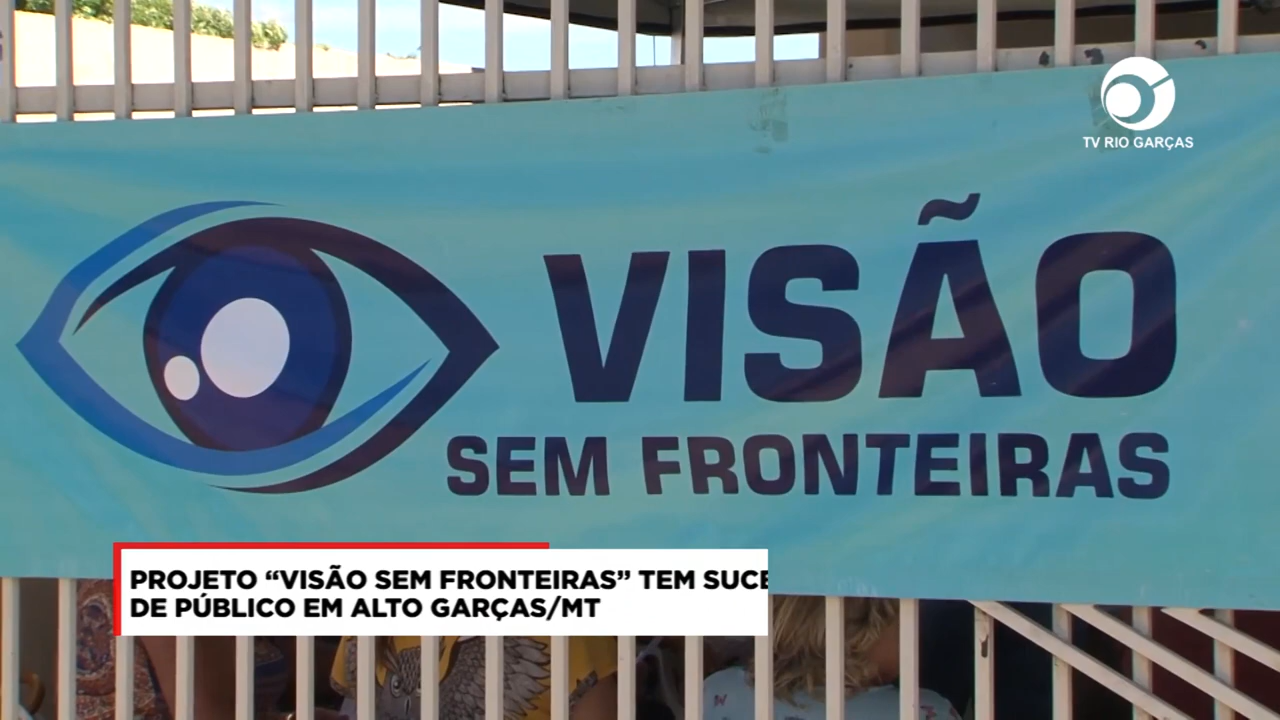 TV RIO GARÇAS
VISÃO
SEM FRONTEIRAS
PROJETO “VISÃO SEM FRONTEIRAS” TEM
DE PÚBLICO EM ALTO GARÇAS/MT